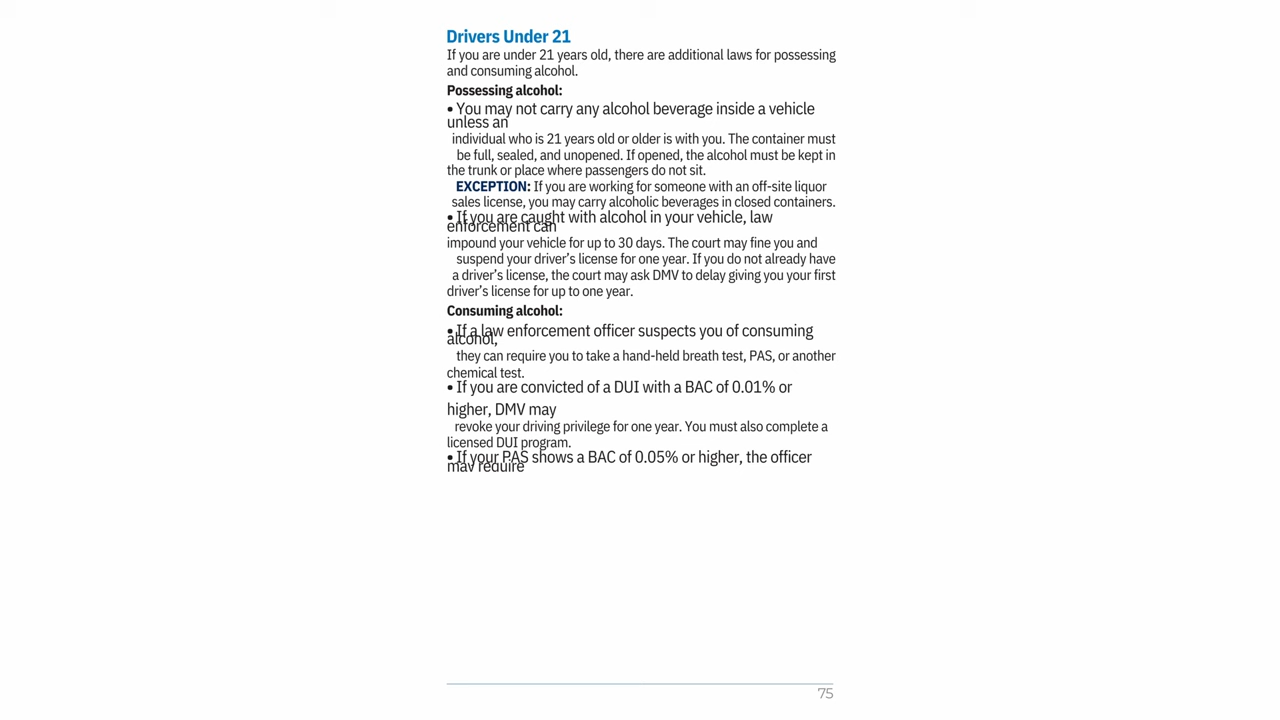 Drivers Under 21
If you are under 21 years old, there are additional laws for possessing
and consuming alcohol.
Possessing alcohol:
• You may not carry any alcohol beverage inside a vehicle
unless an
individual who is 21 years old or older is with you. The container must
be full, sealed, and unopened. If opened, the alcohol must be kept in
the trunk or place where passengers do not sit.
EXCEPTION: If you are working for someone with an off-site liquor
sales license, you may carry alcoholic beverages in closed containers.
• If you are caught with alcohol in your vehicle, law
enforcement can
impound your vehicle for up to 30 days. The court may fine you and
suspend your driver’s license for one year. If you do not already have
a driver’s license, the court may ask DMV to delay giving you your first
driver’s license for up to one year.
Consuming alcohol:
• If a law enforcement officer suspects you of consuming
alcohol,
they can require you to take a hand-held breath test, PAS, or another
chemical test.
• If you are convicted of a DUI with a BAC of 0.01% or
higher, DMV may
revoke your driving privilege for one year. You must also complete a
licensed DUI program.
• If your PAS shows a BAC of 0.05% or higher, the officer
may require
75